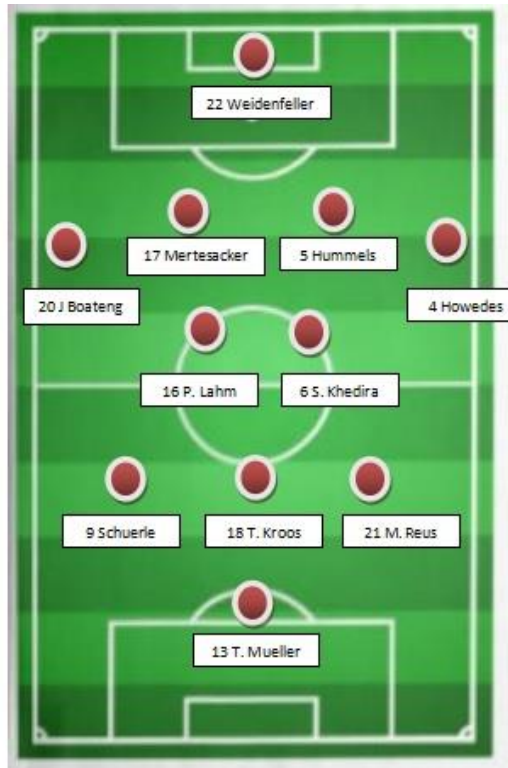 22 Weidenfeller
17 Mertesacker
5 Hummels
20 J Boateng
4 Howedes
16 P. Lahm
6 S. Khedira
9 Schuerle
18 T. Kroos
21 M. Reus
13 T. Mueller